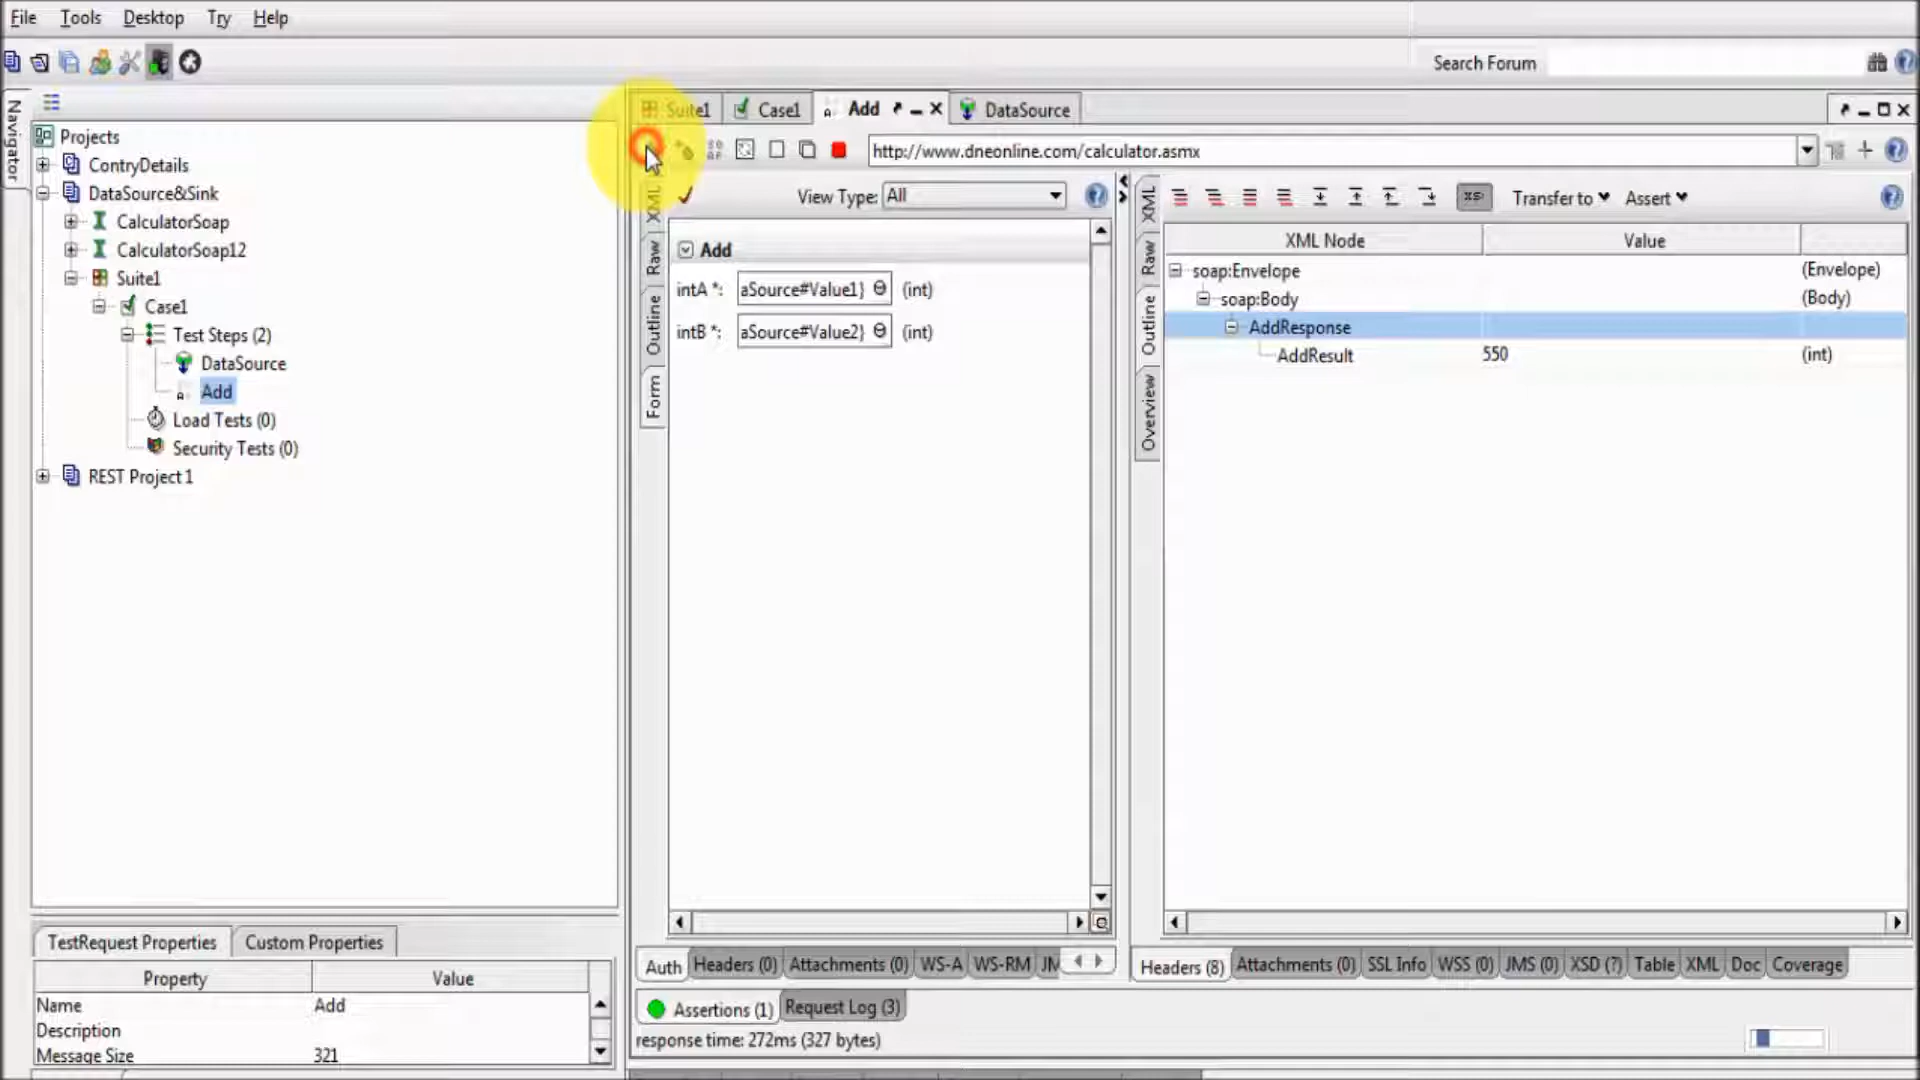 File Tools Desktop Try Help
Search Forum
Navigator
Projects
ContryDetails
DataSource&Sink
CalculatorSoap
CalculatorSoap12
Suite1
Case1
Test Steps (2)
DataSource
Add
Load Tests (0)
Security Tests (0)
REST Project 1
TestRequest Properties Custom Properties
Property Value
Name Add
Description
Message Size 321
Suite1 Case1 Add DataSource
http://www.dneonline.com/calculator.asmx
View Type: All
XML
Raw
Outline
Form
Add
intA *: aSource#Value1} (int)
intB *: aSource#Value2} (int)
Auth Headers (0) Attachments (0) WS-A WS-RM JM
XML
Raw
Outline
Overview
Transfer to Assert
XML Node Value
soap:Envelope (Envelope)
soap:Body (Body)
AddResponse
AddResult 550 (int)
Headers (8) Attachments (0) SSL Info WSS (0) JMS (0) XSD (?) Table XML Doc Coverage
Assertions (1) Request Log (3)
response time: 272ms (327 bytes)